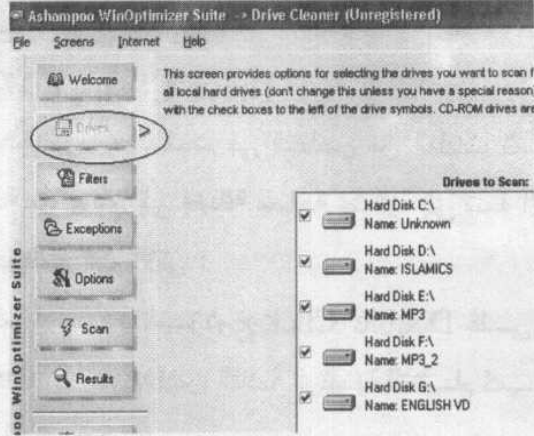 Ashampoo WinOptimizer Suite -> Drive Cleaner (Unregistered)
File Screens Internet Help
Welcome
This screen provides options for selecting the drives you want to scan f
all local hard drives (don't change this unless you have a special reason)
with the check boxes to the left of the drive symbols. CD-ROM drives are
Drives >
Filters
Exceptions
Options
Scan
Results
oo WinOptimizer Suite
Drives to Scan:
Hard Disk C:\
Name: Unknown
Hard Disk D:\
Name: ISLAMICS
Hard Disk E:\
Name: MP3
Hard Disk F:\
Name: MP3_2
Hard Disk G:\
Name: ENGLISH VD